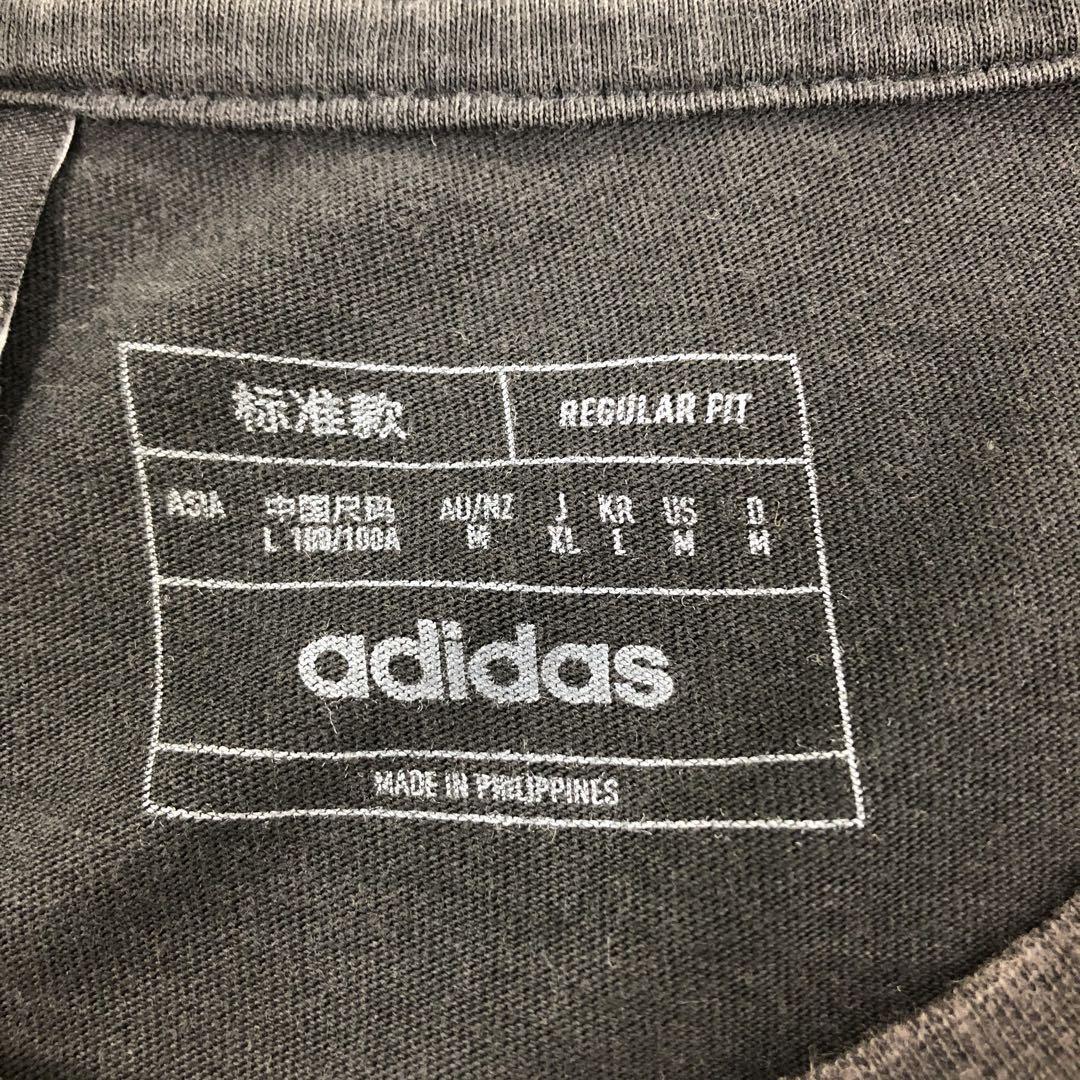 标准款 REGULAR FIT
ASIA 中国尺码 AU/NZ J KR US D
L 180/100A M XL L M M
adidas
MADE IN PHILIPPINES